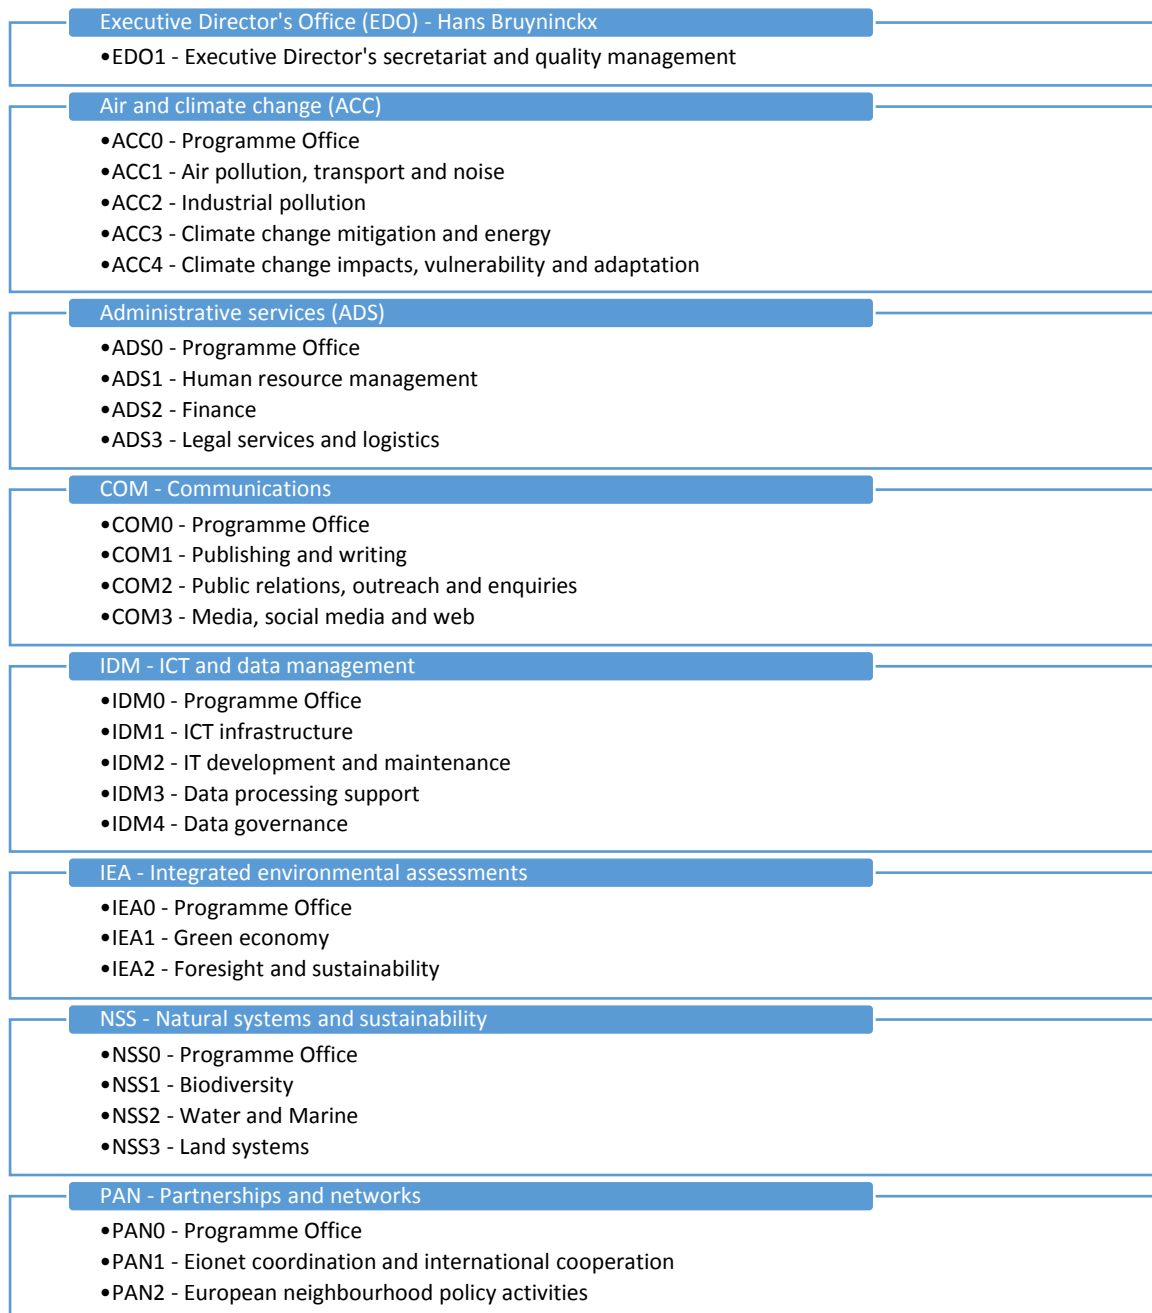 Executive Director's Office (EDO) - Hans Bruyninckx
•EDO1 - Executive Director's secretariat and quality management
Air and climate change (ACC)
•ACC0 - Programme Office
•ACC1 - Air pollution, transport and noise
•ACC2 - Industrial pollution
•ACC3 - Climate change mitigation and energy
•ACC4 - Climate change impacts, vulnerability and adaptation
Administrative services (ADS)
•ADS0 - Programme Office
•ADS1 - Human resource management
•ADS2 - Finance
•ADS3 - Legal services and logistics
COM - Communications
•COM0 - Programme Office
•COM1 - Publishing and writing
•COM2 - Public relations, outreach and enquiries
•COM3 - Media, social media and web
IDM - ICT and data management
•IDM0 - Programme Office
•IDM1 - ICT infrastructure
•IDM2 - IT development and maintenance
•IDM3 - Data processing support
•IDM4 - Data governance
IEA - Integrated environmental assessments
•IEA0 - Programme Office
•IEA1 - Green economy
•IEA2 - Foresight and sustainability
NSS - Natural systems and sustainability
•NSS0 - Programme Office
•NSS1 - Biodiversity
•NSS2 - Water and Marine
•NSS3 - Land systems
PAN - Partnerships and networks
•PAN0 - Programme Office
•PAN1 - Eionet coordination and international cooperation
•PAN2 - European neighbourhood policy activities